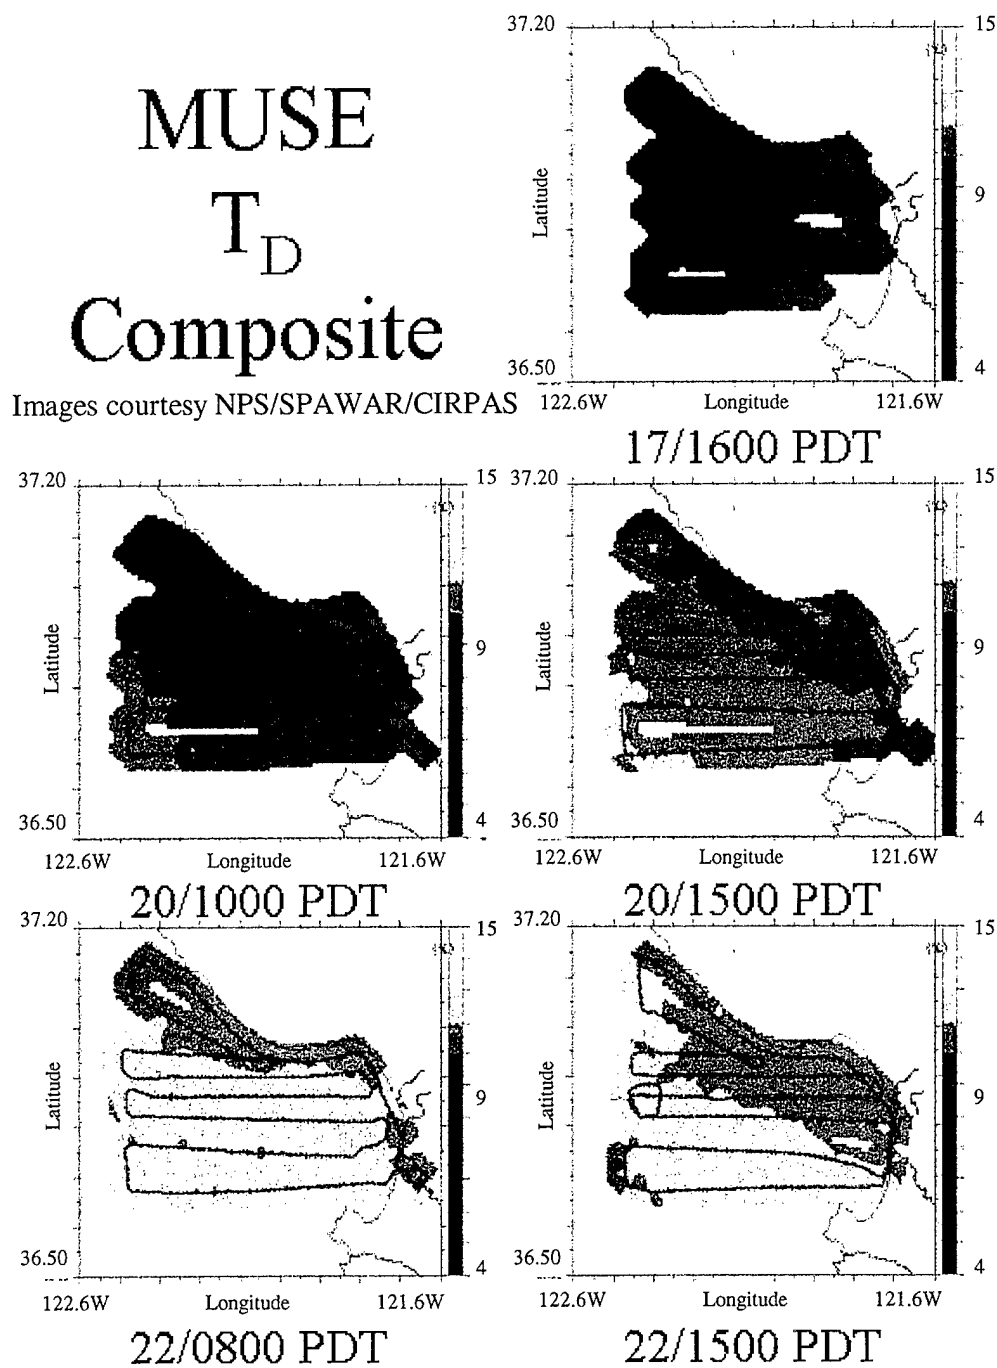 MUSE
T_D
Composite
Images courtesy NPS/SPAWAR/CIRPAS
37.20
Latitude
36.50
122.6W
Longitude
121.6W
15
9
4
17/1600 PDT
37.20
Latitude
36.50
122.6W
Longitude
121.6W
15
9
4
20/1000 PDT
37.20
Latitude
36.50
122.6W
Longitude
121.6W
15
9
4
20/1500 PDT
37.20
Latitude
36.50
122.6W
Longitude
121.6W
15
9
4
22/0800 PDT
37.20
Latitude
36.50
122.6W
Longitude
121.6W
15
9
4
22/1500 PDT